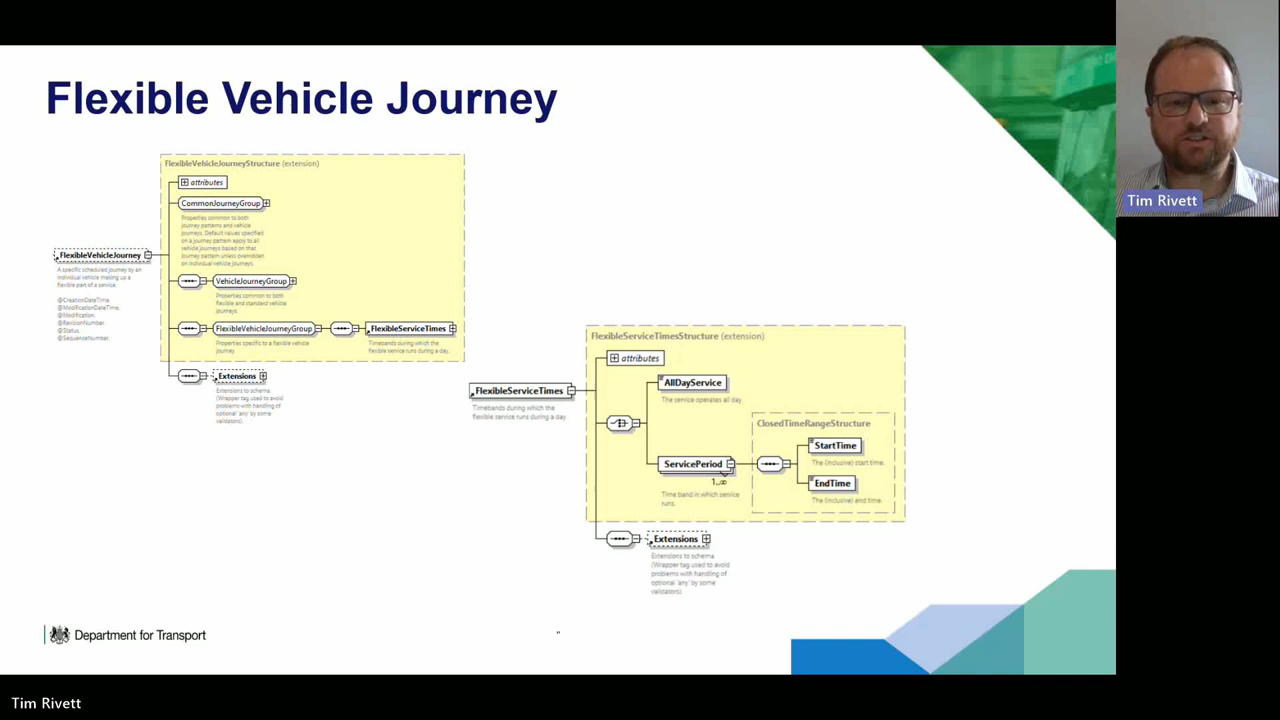 Flexible Vehicle Journey
FlexibleVehicleJourneyStructure (extension)
attributes
CommonJourneyGroup
Properties common to both
journey patterns and vehicle
journeys. Default values specified
on a journey pattern apply to all
vehicle journeys based on that
journey pattern unless overridden
on individual vehicle journeys.
FlexibleVehicleJourney
A specific scheduled journey by an
individual vehicle making up a
flexible part of a service.
@CreationDateTime.
@ModificationDateTime.
@Modification.
@RevisionNumber.
@Status.
@SequenceNumber.
VehicleJourneyGroup
Properties common to both
flexible and standard vehicle
journeys.
FlexibleVehicleJourneyGroup
Properties specific to a flexible vehicle
journey.
FlexibleServiceTimes
Timebands during which the
flexible service runs during a day.
Extensions
Extensions to schema
(Wrapper tag used to avoid
problems with handling of
optional 'any' by some
validators).
FlexibleServiceTimes
Timebands during which the
flexible service runs during a day.
FlexibleServiceTimesStructure (extension)
attributes
AllDayService
The service operates all day.
ServicePeriod
1..∞
Time band in which service
runs.
ClosedTimeRangeStructure
StartTime
The (inclusive) start time.
EndTime
The (inclusive) end time.
Extensions
Extensions to schema
(Wrapper tag used to avoid
problems with handling of
optional 'any' by some
validators).
Department for Transport
"
Tim Rivett
Tim Rivett